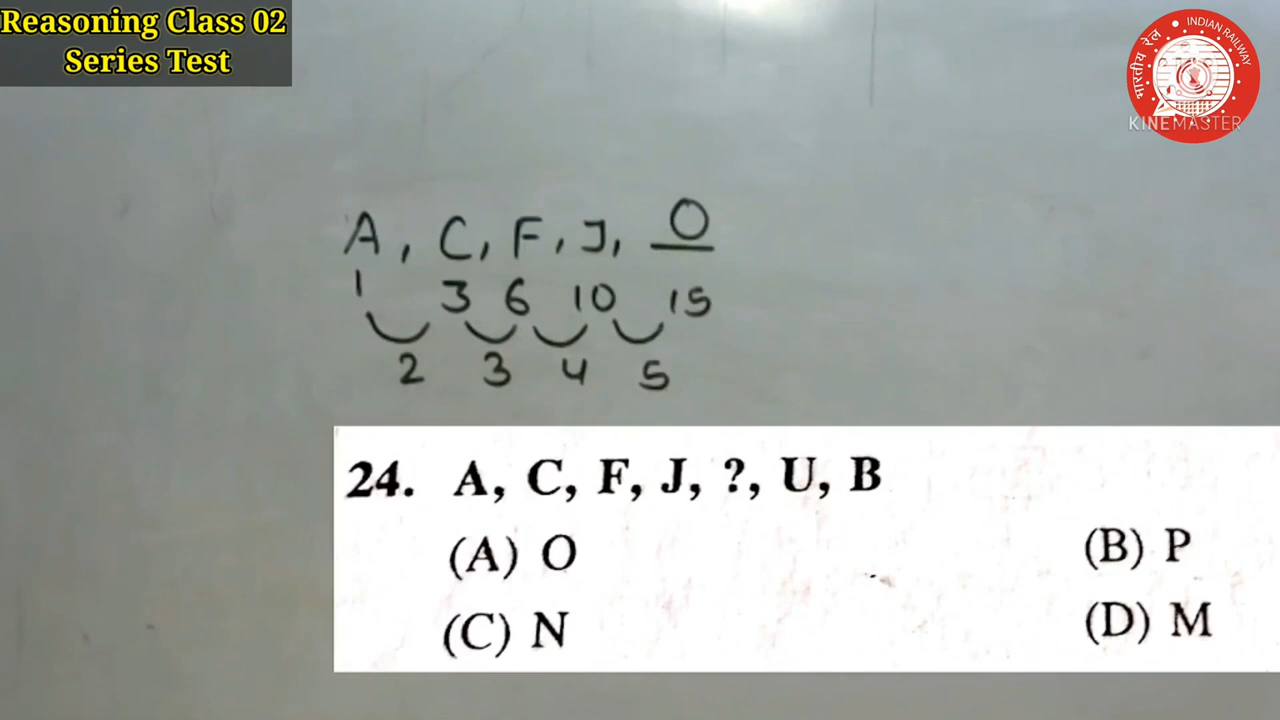 Reasoning Class 02
Series Test
भारतीय रेल
INDIAN RAILWAY
KINEMASTER
A, C, F, J, O
1 3 6 10 15
2 3 4 5
24. A, C, F, J, ?, U, B
(A) O (B) P
(C) N (D) M